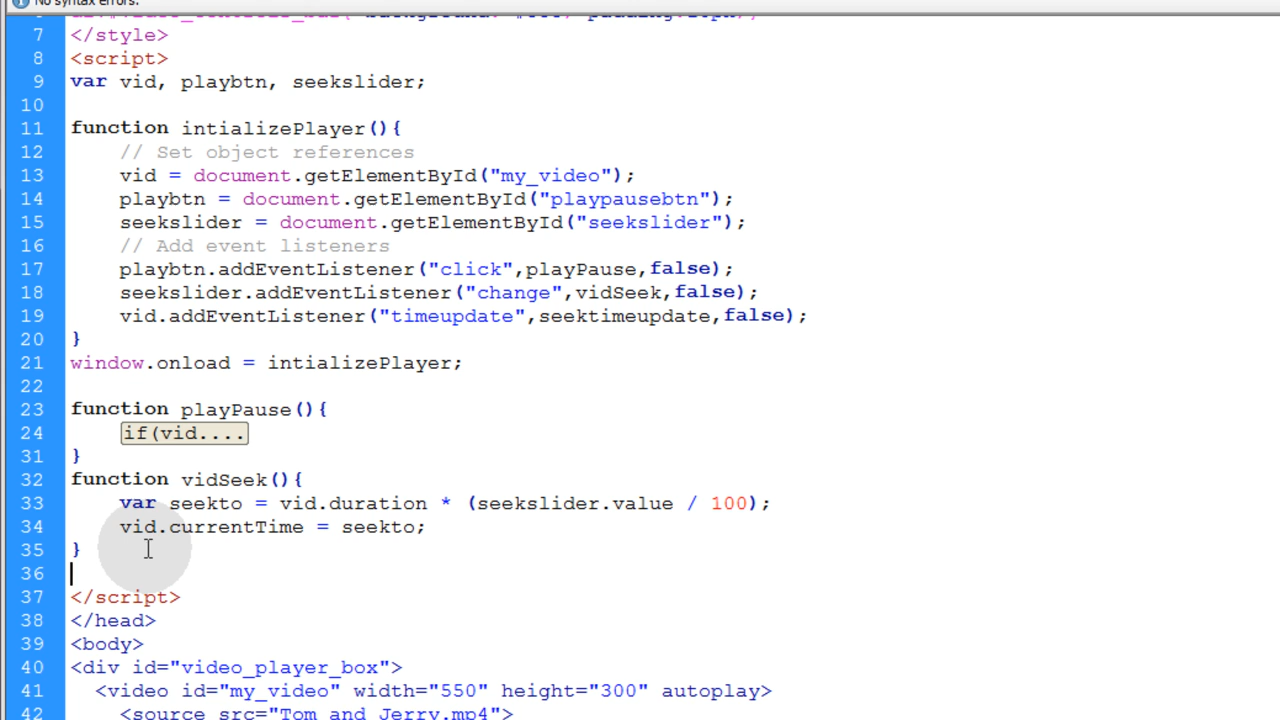 No syntax errors.
7 </style>
8 <script>
9 var vid, playbtn, seekslider;
10
11 function intializePlayer(){
12 // Set object references
13 vid = document.getElementById("my_video");
14 playbtn = document.getElementById("playpausebtn");
15 seekslider = document.getElementById("seekslider");
16 // Add event listeners
17 playbtn.addEventListener("click",playPause,false);
18 seekslider.addEventListener("change",vidSeek,false);
19 vid.addEventListener("timeupdate",seektimeupdate,false);
20 }
21 window.onload = intializePlayer;
22
23 function playPause(){
24 if(vid....
31 }
32 function vidSeek(){
33 var seekto = vid.duration * (seekslider.value / 100);
34 vid.currentTime = seekto;
35 }
36
37 </script>
38 </head>
39 <body>
40 <div id="video_player_box">
41 <video id="my_video" width="550" height="300" autoplay>
42 <source src="Tom and Jerry.mp4">